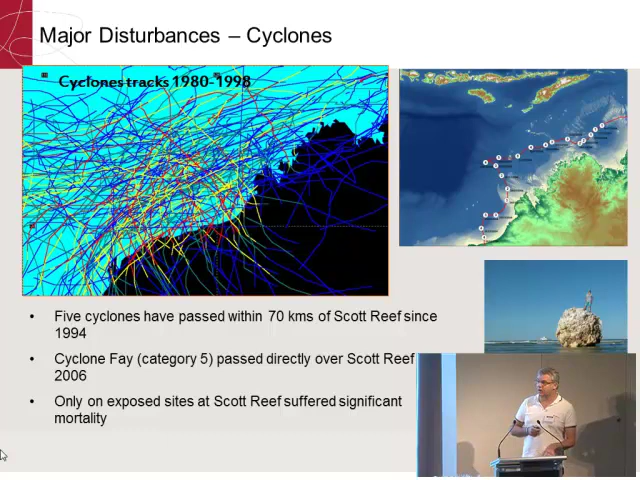 Major Disturbances – Cyclones
Cyclones tracks 1980-1998
• Five cyclones have passed within 70 kms of Scott Reef since
1994
• Cyclone Fay (category 5) passed directly over Scott Reef
2006
• Only on exposed sites at Scott Reef suffered significant
mortality